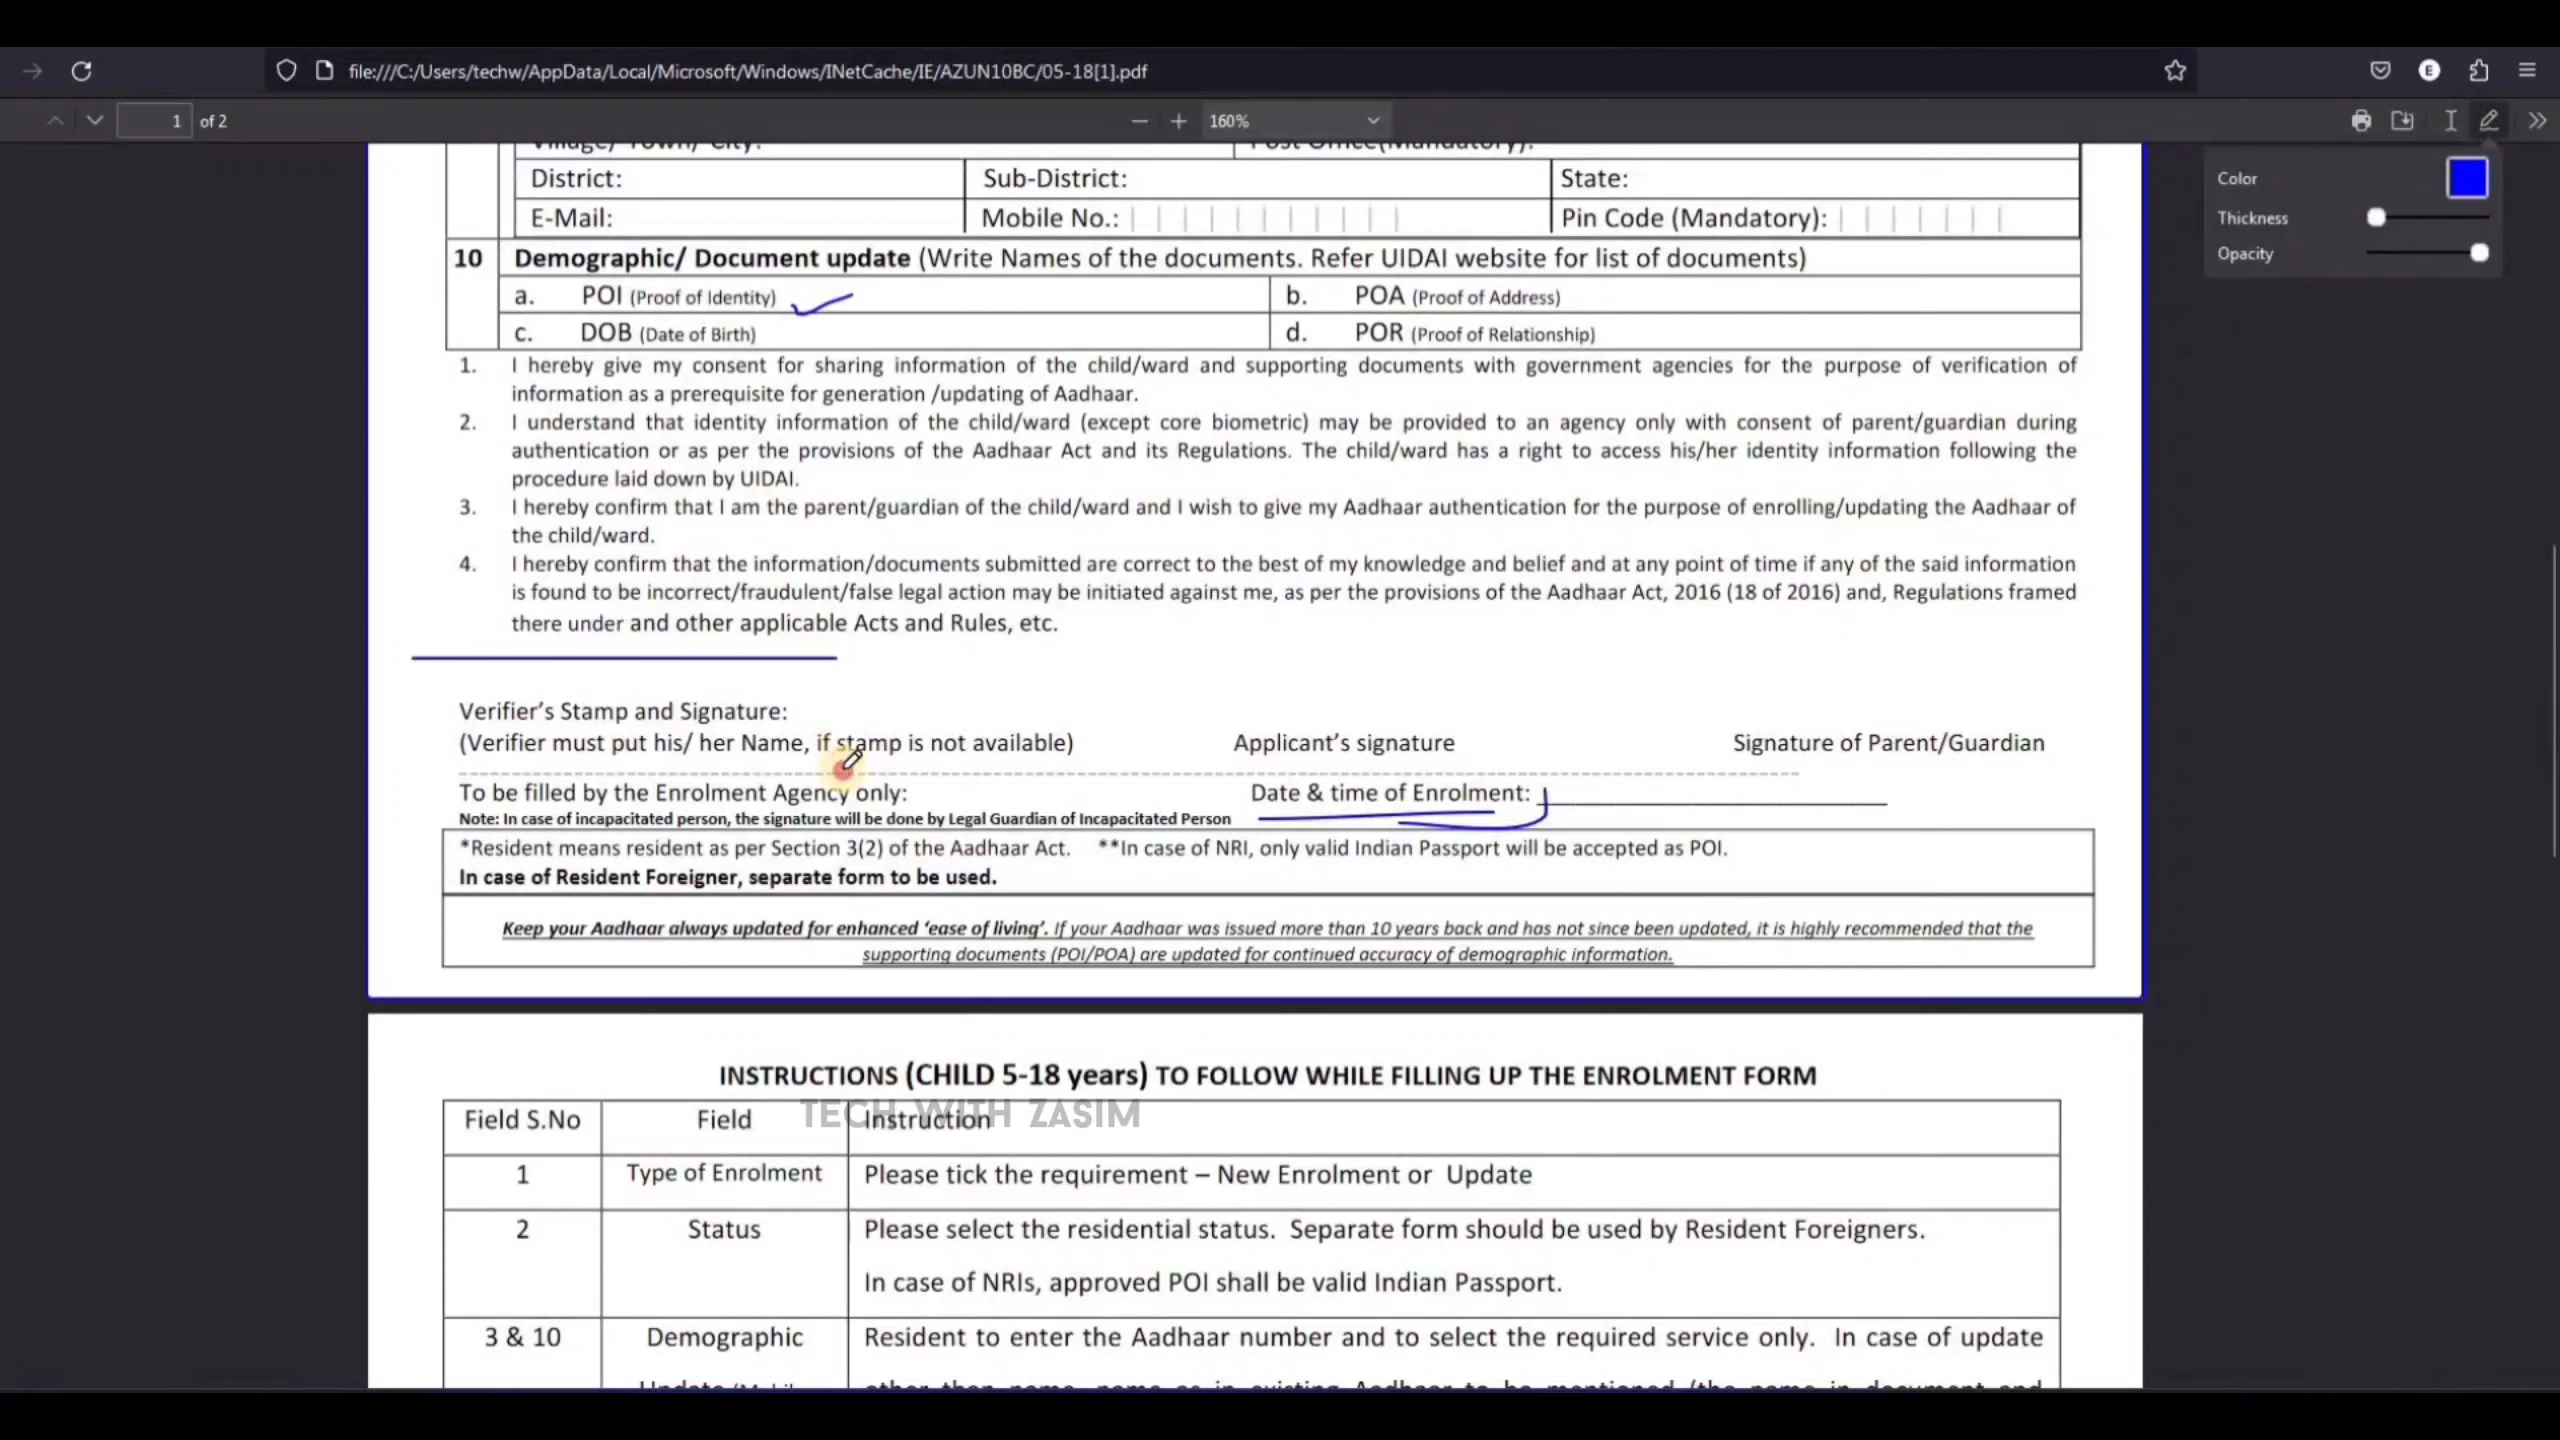 file:///C:/Users/techw/AppData/Local/Microsoft/Windows/INetCache/IE/AZUN10BC/05-18[1].pdf
E
1 of 2
160%
Color
Thickness
Opacity
Village/ Town/ City: Post Office(Mandatory):
District: Sub-District: State:
E-Mail: Mobile No.: Pin Code (Mandatory):
10 Demographic/ Document update (Write Names of the documents. Refer UIDAI website for list of documents)
a. POI (Proof of Identity) b. POA (Proof of Address)
c. DOB (Date of Birth) d. POR (Proof of Relationship)
1. I hereby give my consent for sharing information of the child/ward and supporting documents with government agencies for the purpose of verification of
information as a prerequisite for generation /updating of Aadhaar.
2. I understand that identity information of the child/ward (except core biometric) may be provided to an agency only with consent of parent/guardian during
authentication or as per the provisions of the Aadhaar Act and its Regulations. The child/ward has a right to access his/her identity information following the
procedure laid down by UIDAI.
3. I hereby confirm that I am the parent/guardian of the child/ward and I wish to give my Aadhaar authentication for the purpose of enrolling/updating the Aadhaar of
the child/ward.
4. I hereby confirm that the information/documents submitted are correct to the best of my knowledge and belief and at any point of time if any of the said information
is found to be incorrect/fraudulent/false legal action may be initiated against me, as per the provisions of the Aadhaar Act, 2016 (18 of 2016) and, Regulations framed
there under and other applicable Acts and Rules, etc.
Verifier's Stamp and Signature:
(Verifier must put his/ her Name, if stamp is not available) Applicant's signature Signature of Parent/Guardian
To be filled by the Enrolment Agency only: Date & time of Enrolment:
Note: In case of incapacitated person, the signature will be done by Legal Guardian of Incapacitated Person
*Resident means resident as per Section 3(2) of the Aadhaar Act. **In case of NRI, only valid Indian Passport will be accepted as POI.
In case of Resident Foreigner, separate form to be used.
Keep your Aadhaar always updated for enhanced 'ease of living'. If your Aadhaar was issued more than 10 years back and has not since been updated, it is highly recommended that the
supporting documents (POI/POA) are updated for continued accuracy of demographic information.
INSTRUCTIONS (CHILD 5-18 years) TO FOLLOW WHILE FILLING UP THE ENROLMENT FORM
TECH WITH ZASIM
Field S.No Field Instruction
1 Type of Enrolment Please tick the requirement – New Enrolment or Update
2 Status Please select the residential status. Separate form should be used by Resident Foreigners.
In case of NRIs, approved POI shall be valid Indian Passport.
3 & 10 Demographic Resident to enter the Aadhaar number and to select the required service only. In case of update